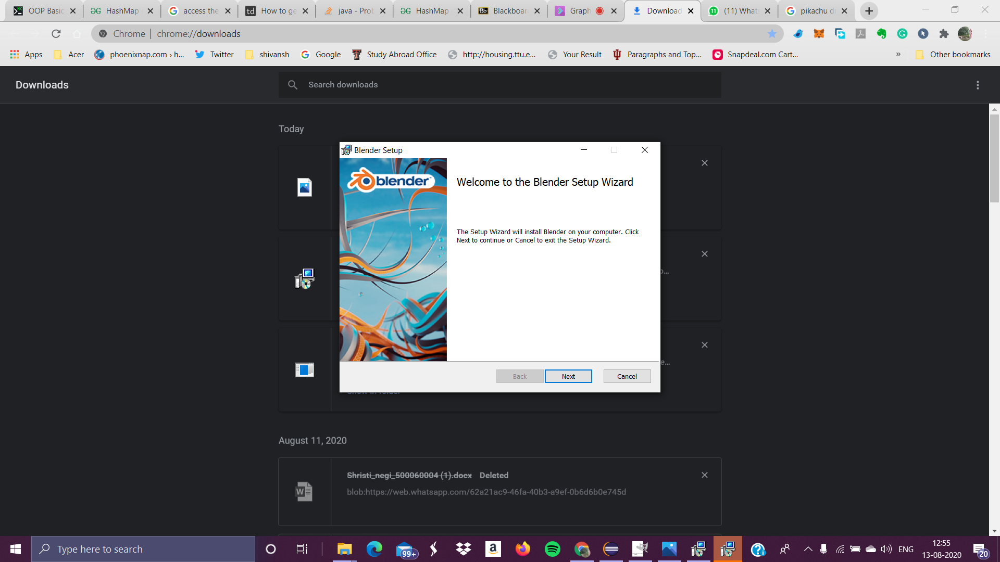 OOP Basic
HashMap
access the
How to ge
java - Prob
HashMap
Blackboar
Graph
Download
(11) What
pikachu d
Chrome | chrome://downloads
Apps
Acer
phoenixnap.com › h...
Twitter
shivansh
Google
Study Abroad Office
http://housing.ttu.e...
Your Result
Paragraphs and Top...
Snapdeal.com Cart...
»
Other bookmarks
Downloads
Search downloads
Today
Blender Setup
blender
Welcome to the Blender Setup Wizard
The Setup Wizard will install Blender on your computer. Click
Next to continue or Cancel to exit the Setup Wizard.
Back
Next
Cancel
Show in folder
August 11, 2020
Shristi_negi_500060004 (1).docx Deleted
blob:https://web.whatsapp.com/62a21ac9-46fa-40b3-a9ef-0b6d6b0e745d
Type here to search
99+
ENG
12:55
13-08-2020
20